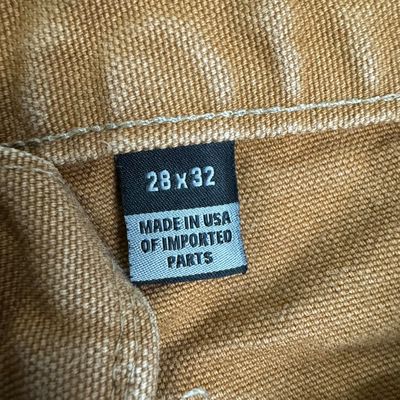 28 x 32
MADE IN USA
OF IMPORTED
PARTS